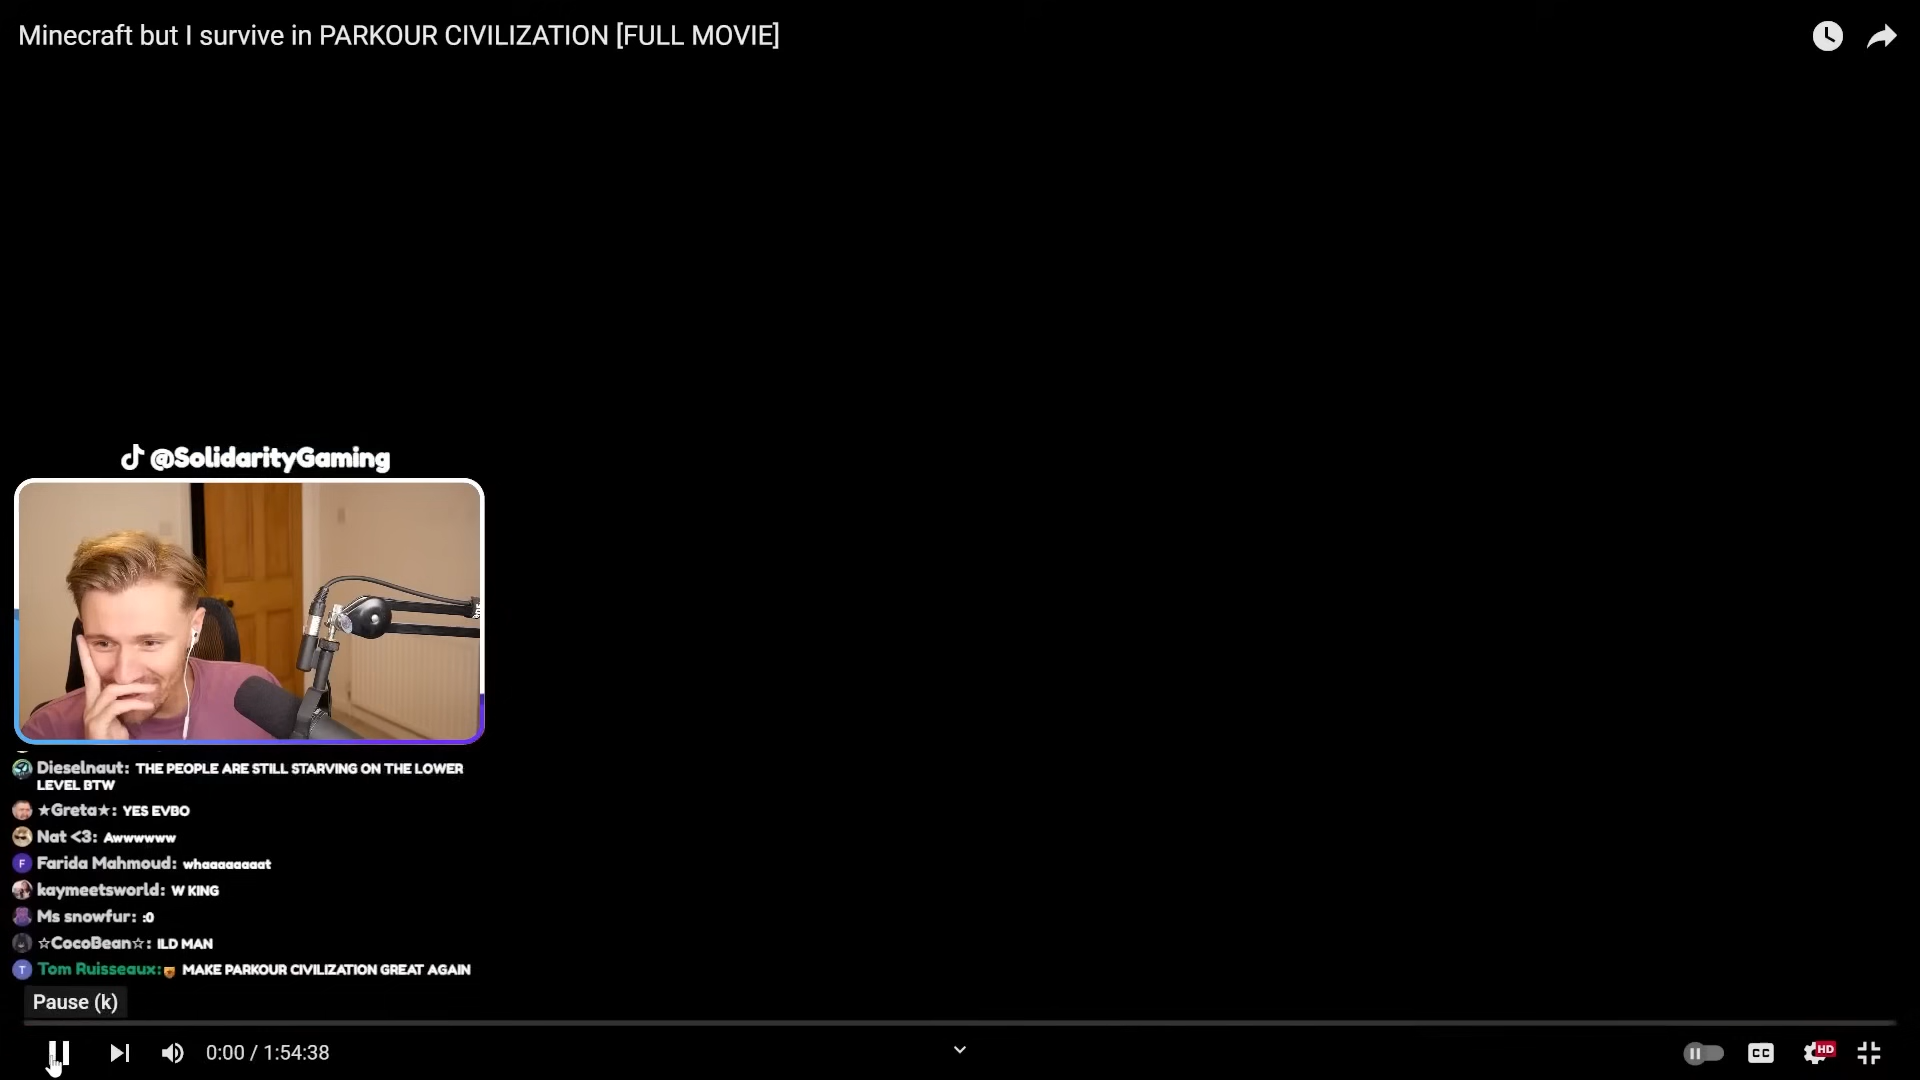 Minecraft but I survive in PARKOUR CIVILIZATION [FULL MOVIE]
@SolidarityGaming
Dieselnaut: THE PEOPLE ARE STILL STARVING ON THE LOWER
LEVEL BTW
★Greta★: YES EVBO
Nat <3: Awwwwww
F Farida Mahmoud: whaaaaaaaat
kaymeetsworld: W KING
Ms snowfur: :0
☆CocoBean☆: ILD MAN
T Tom Ruisseaux: MAKE PARKOUR CIVILIZATION GREAT AGAIN
Pause (k)
0:00 / 1:54:38
CC
HD